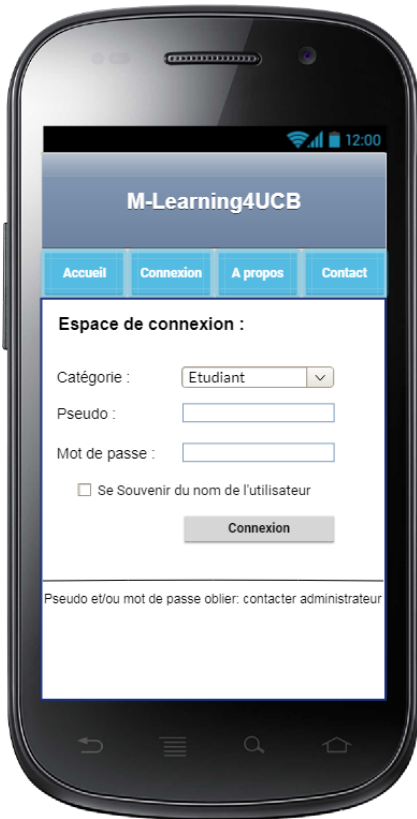 12:00
M-Learning4UCB
Accueil Connexion A propos Contact
Espace de connexion :
Catégorie : Etudiant
Pseudo :
Mot de passe :
Se Souvenir du nom de l'utilisateur
Connexion
Pseudo et/ou mot de passe oblier: contacter administrateur